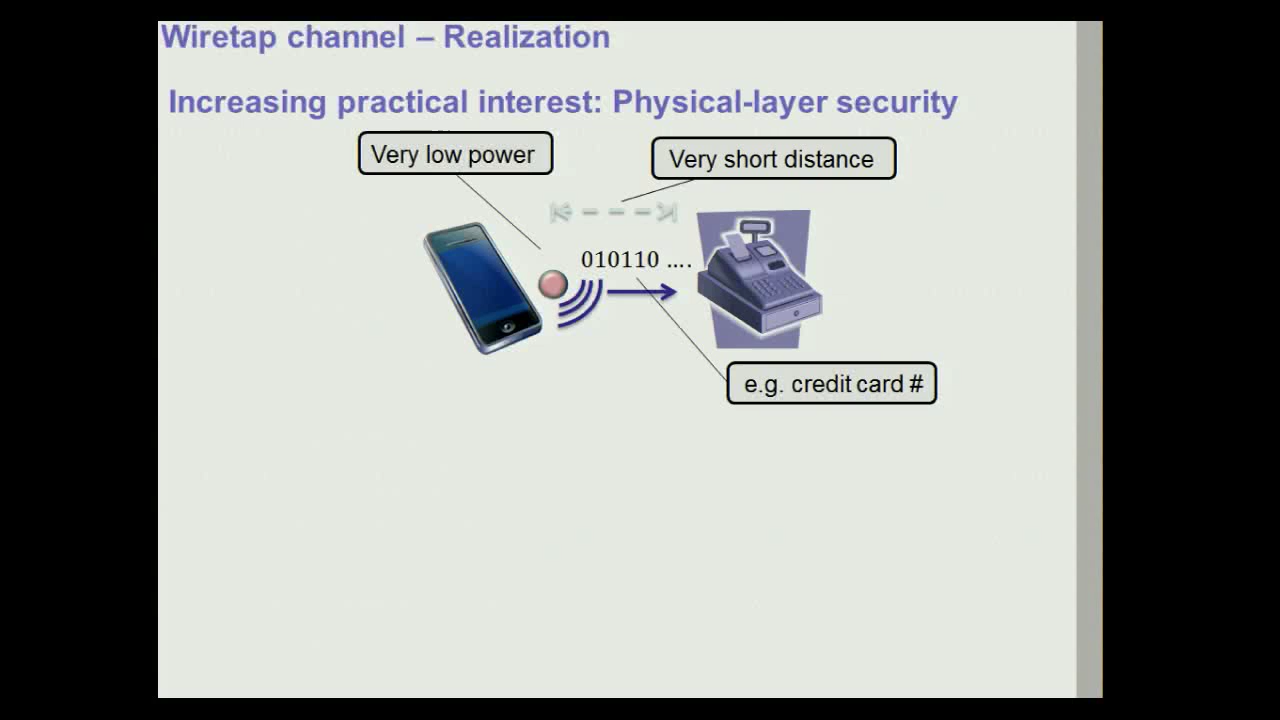 Wiretap channel – Realization
Increasing practical interest: Physical-layer security
Very low power
Very short distance
010110 ....
e.g. credit card #